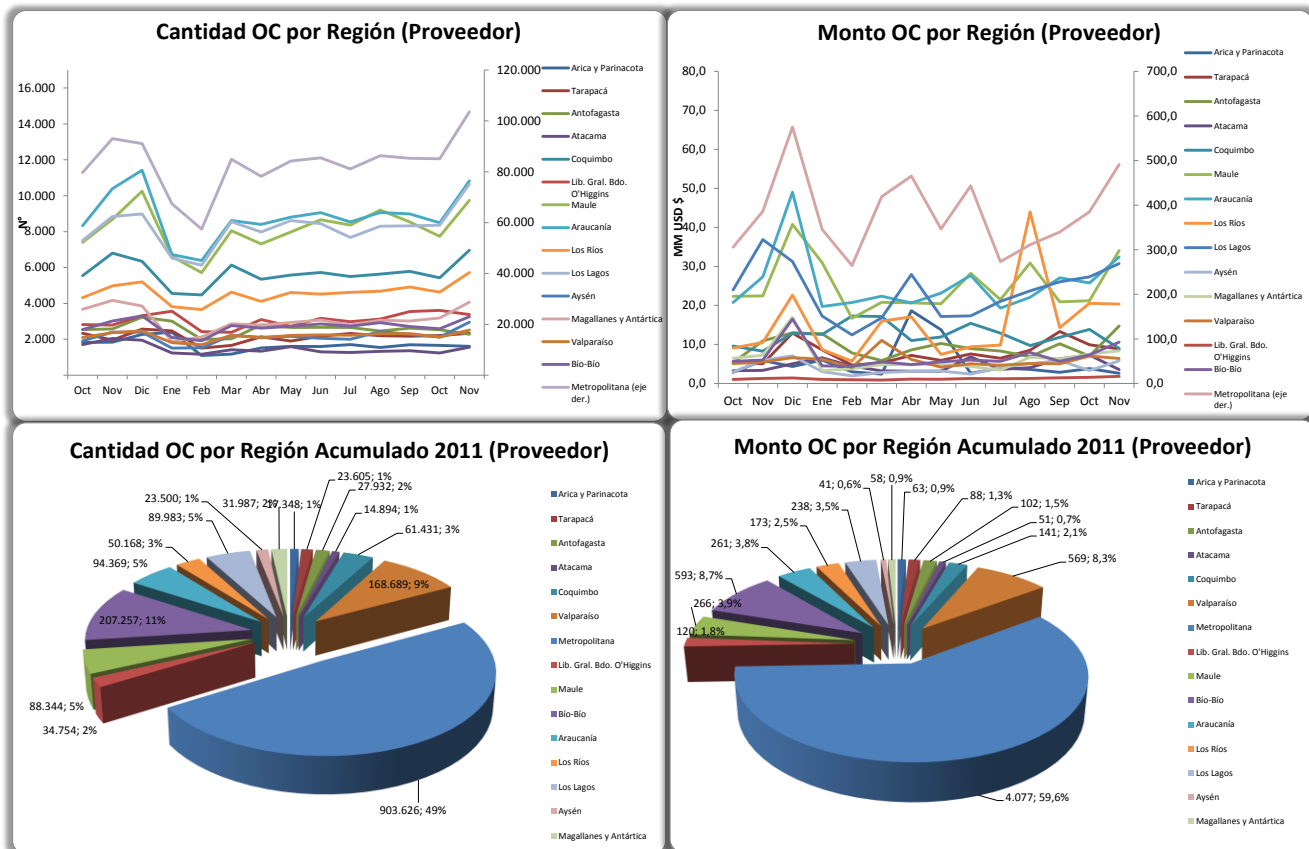 Cantidad OC por Región (Proveedor)
N°
16.000
14.000
12.000
10.000
8.000
6.000
4.000
2.000
120.000
100.000
80.000
60.000
40.000
20.000
Oct Nov Dic Ene Feb Mar Abr May Jun Jul Ago Sep Oct Nov
Arica y Parinacota
Tarapacá
Antofagasta
Atacama
Coquimbo
Lib. Gral. Bdo.
O'Higgins
Maule
Araucanía
Los Ríos
Los Lagos
Aysén
Magallanes y Antártica
Valparaíso
Bío-Bío
Metropolitana (eje
der.)
Monto OC por Región (Proveedor)
MM USD $
80,0
70,0
60,0
50,0
40,0
30,0
20,0
10,0
0,0
700,0
600,0
500,0
400,0
300,0
200,0
100,0
0,0
Oct Nov Dic Ene Feb Mar Abr May Jun Jul Ago Sep Oct Nov
Arica y Parinacota
Tarapacá
Antofagasta
Atacama
Coquimbo
Maule
Araucanía
Los Ríos
Los Lagos
Aysén
Magallanes y Antártica
Valparaíso
Lib. Gral. Bdo.
O'Higgins
Bío-Bío
Metropolitana (eje
der.)
Cantidad OC por Región Acumulado 2011 (Proveedor)
17.348; 1%
23.605; 1%
27.932; 2%
14.894; 1%
61.431; 3%
168.689; 9%
903.626; 49%
34.754; 2%
88.344; 5%
207.257; 11%
94.369; 5%
50.168; 3%
89.983; 5%
23.500; 1%
31.987; 2%
Arica y Parinacota
Tarapacá
Antofagasta
Atacama
Coquimbo
Valparaíso
Metropolitana
Lib. Gral. Bdo. O'Higgins
Maule
Bío-Bío
Araucanía
Los Ríos
Los Lagos
Aysén
Magallanes y Antártica
Monto OC por Región Acumulado 2011 (Proveedor)
63; 0,9%
88; 1,3%
102; 1,5%
51; 0,7%
141; 2,1%
569; 8,3%
4.077; 59,6%
120; 1,8%
266; 3,9%
593; 8,7%
261; 3,8%
173; 2,5%
238; 3,5%
41; 0,6%
58; 0,9%
Arica y Parinacota
Tarapacá
Antofagasta
Atacama
Coquimbo
Valparaíso
Metropolitana
Lib. Gral. Bdo. O'Higgins
Maule
Bío-Bío
Araucanía
Los Ríos
Los Lagos
Aysén
Magallanes y Antártica